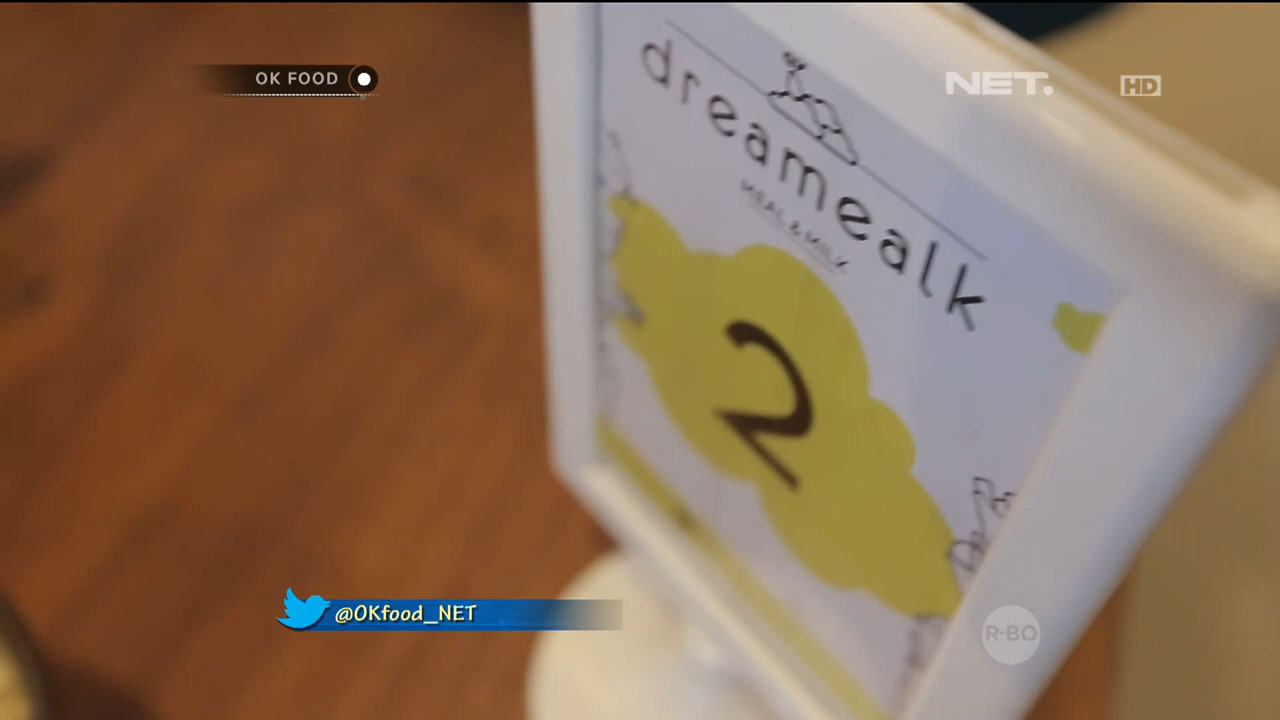 OK FOOD
NET.
HD
dreamealk
MEAL & MILK
2
@OKfood_NET
R-BO